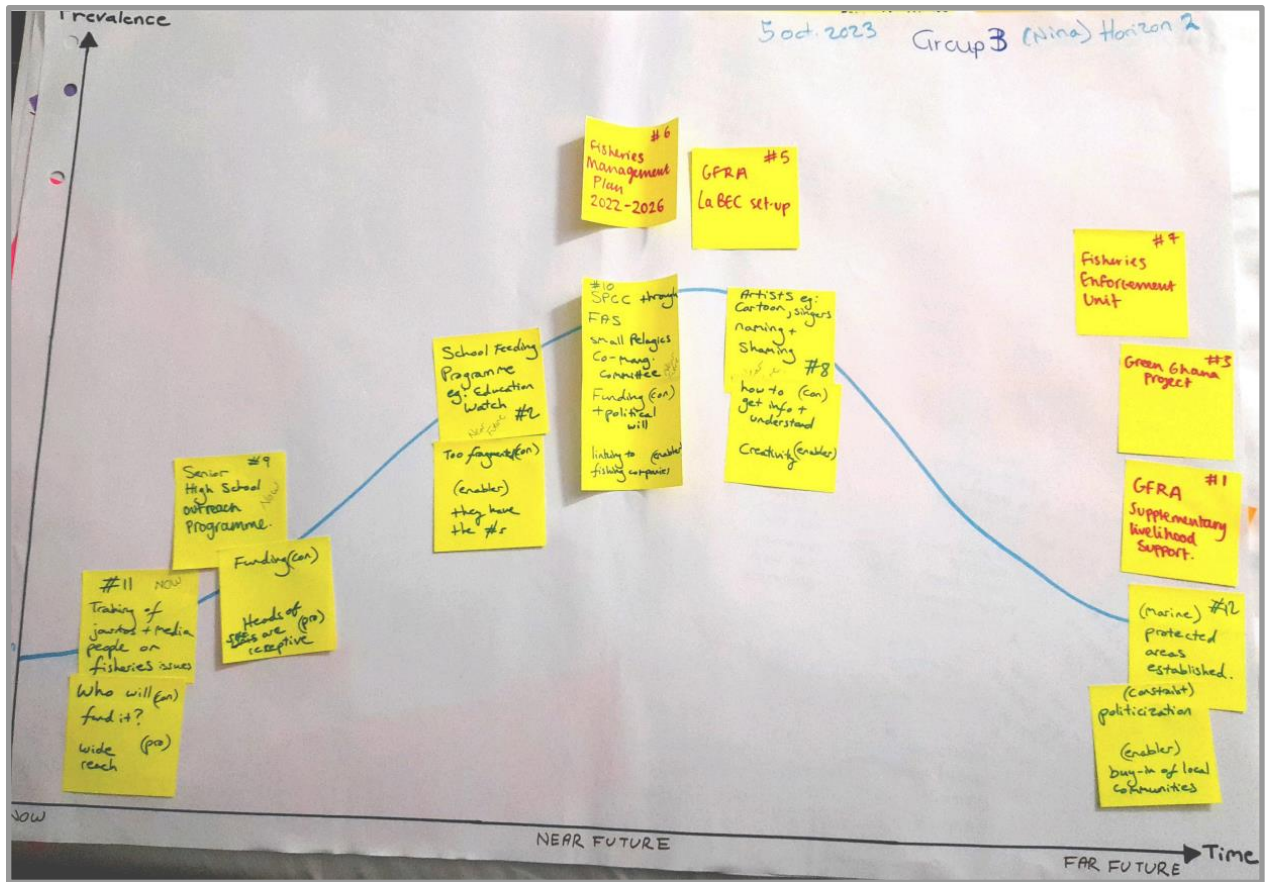 Prevalence
5 oct. 2023
Group 3 (Nina) Horizon 2
#6
Fisheries
Management
Plan
2022-2026
#5
GFRA
LaBEC set-up
#7
Fisheries
Enforcement
Unit
#10
SPCC through
FAS
Small Pelagics
Co-mang.
Committee
Funding (con)
+ political
will
linking to (enabler)
fishing companies
Artists eg:
Cartoon, singers
naming +
Shaming
#8
how to (con)
get info +
understand
Creativity (enabler)
School Feeding
Programme
eg: Education
Watch #2
Too fragmented (con)
(enabler)
they have
the #s
Green Ghana #3
Project
#9
Senior
High School
outreach NOW
Programme.
Funding (con)
Heads of
are (pro)
receptive
GFRA #1
Supplementary
livelihood
Support.
#11 NOW
Training of
journos + media
people on
fisheries issues
Who will (con)
fund it?
wide (pro)
reach
(marine) #12
protected
areas
established.
politicization
(enabler)
buy-in of local
communities
NOW
NEAR FUTURE
FAR FUTURE
Time